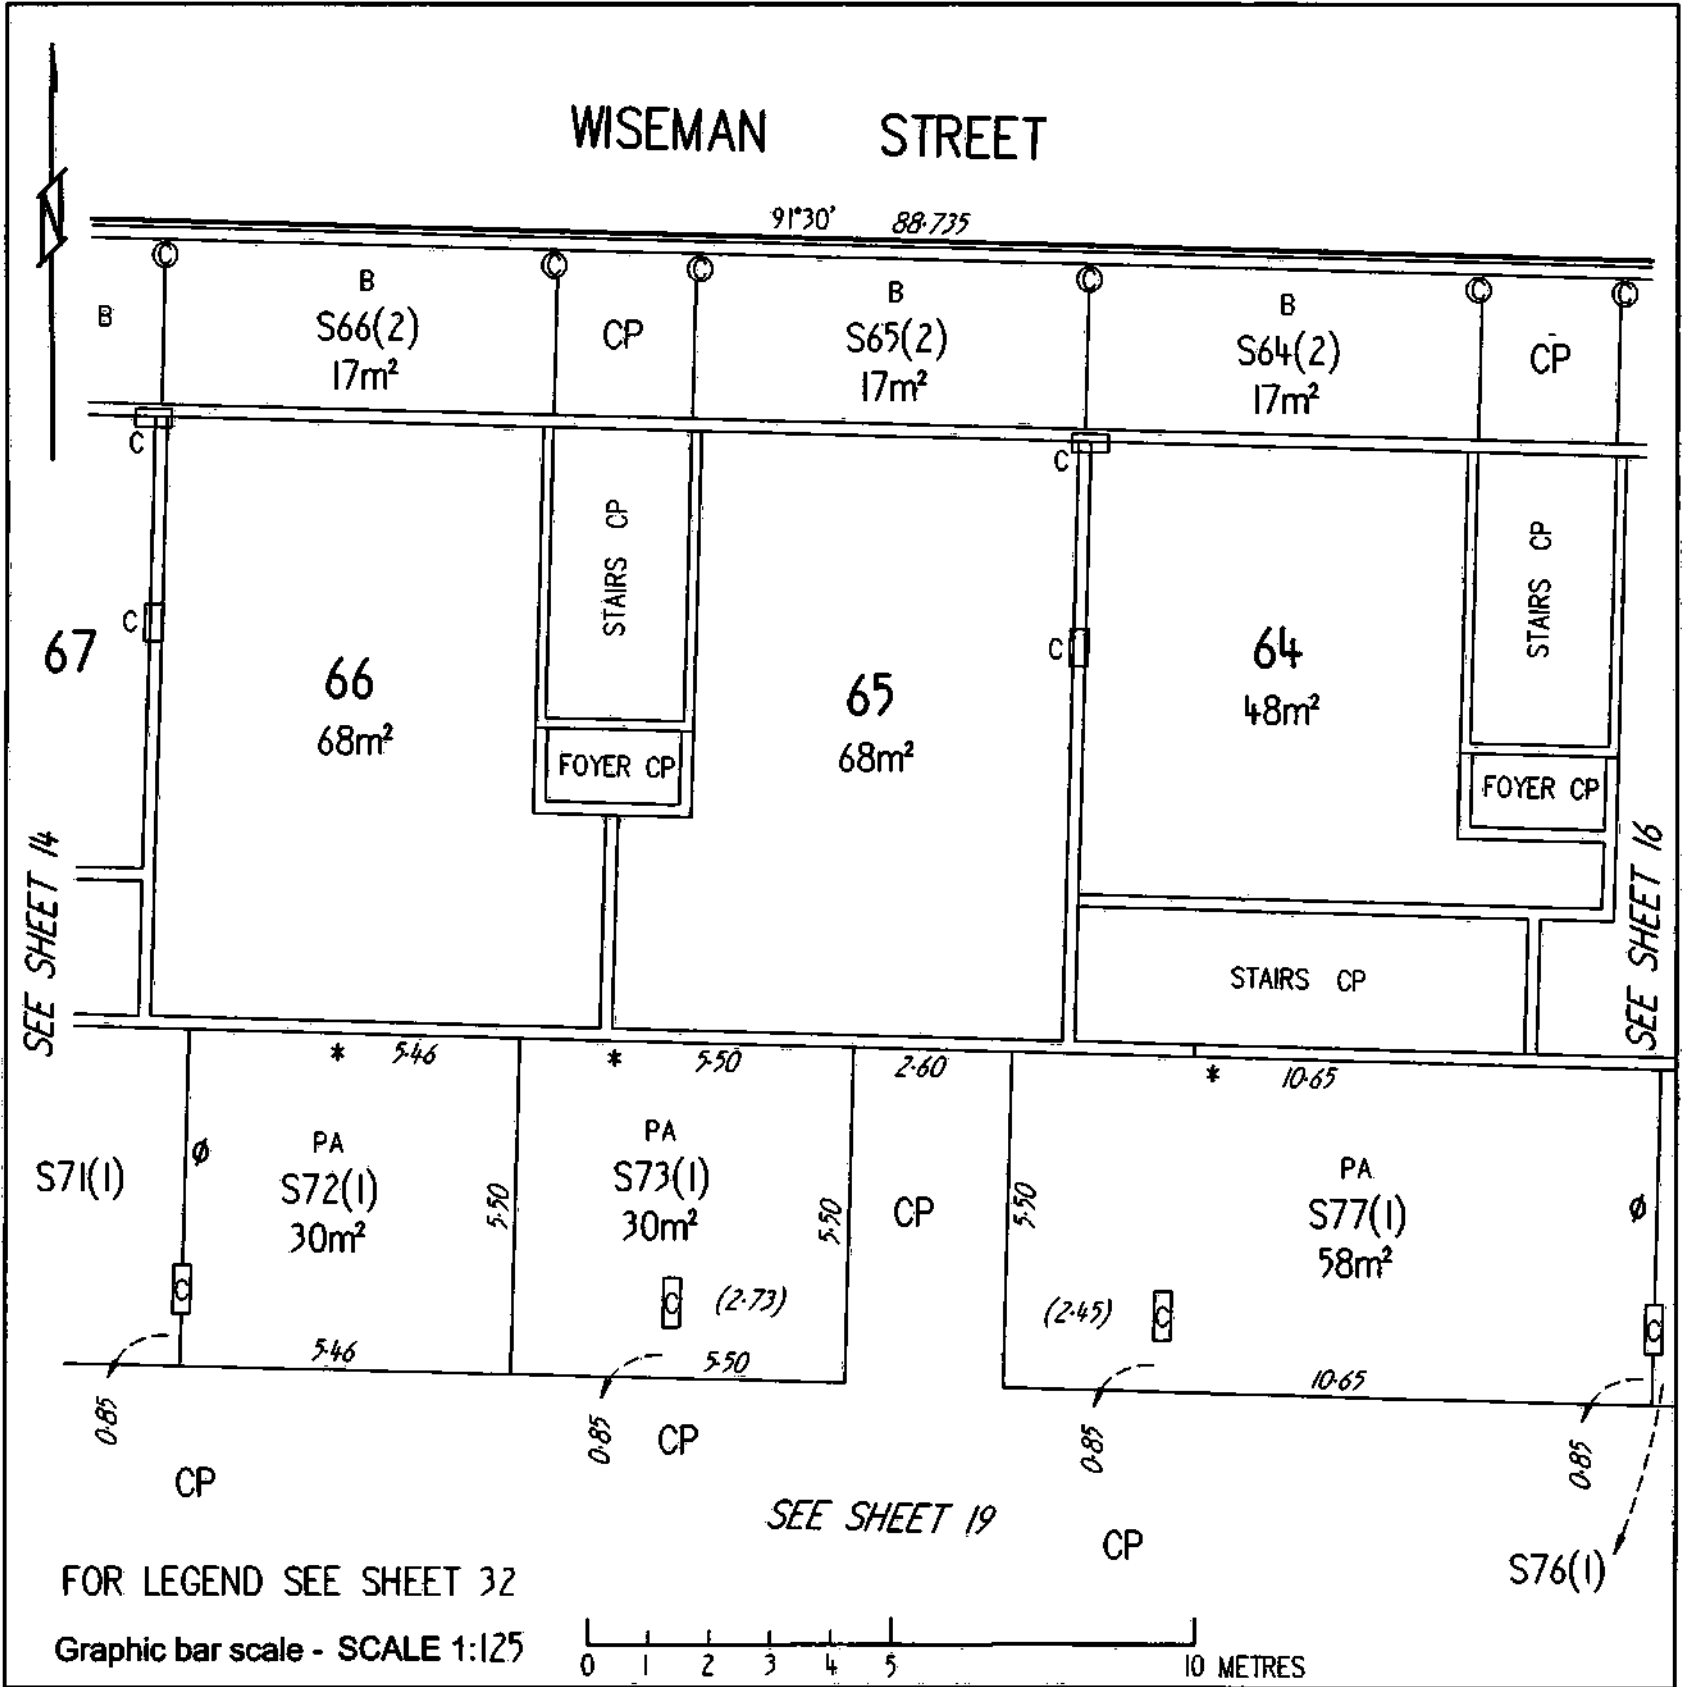 WISEMAN STREET
N
91°30' 88·735
C C C C C C
B
B
S66(2)
17m²
CP
B
S65(2)
17m²
B
S64(2)
17m²
CP
C
C
STAIRS CP
STAIRS CP
C
C
67
66
68m²
65
68m²
64
48m²
FOYER CP
FOYER CP
SEE SHEET 14
SEE SHEET 16
STAIRS CP
* 5·46 * 5·50 2·60 * 10·65
S71(1)
ø
PA
S72(1)
30m²
5·50
PA
S73(1)
30m²
5·50
CP
5·50
PA
S77(1)
58m²
ø
C
C (2·73)
(2·45) C
C
5·46
5·50
10·65
0·85
0·85
0·85
0·85
CP
CP
SEE SHEET 19
CP
S76(1)
FOR LEGEND SEE SHEET 32
Graphic bar scale - SCALE 1:125
0 1 2 3 4 5 10 METRES